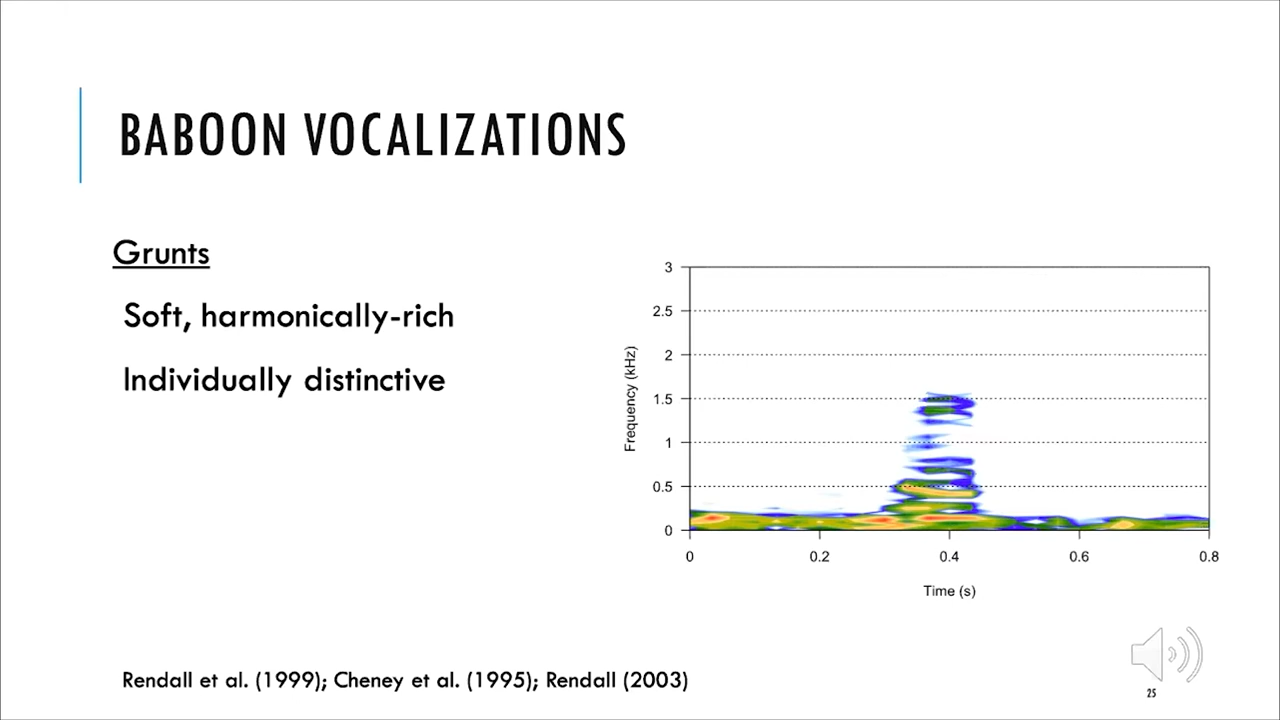 BABOON VOCALIZATIONS
Grunts
Soft, harmonically-rich
Individually distinctive
3
2.5
2
1.5
1
0.5
0
Frequency (kHz)
0 0.2 0.4 0.6 0.8
Time (s)
Rendall et al. (1999); Cheney et al. (1995); Rendall (2003)
25